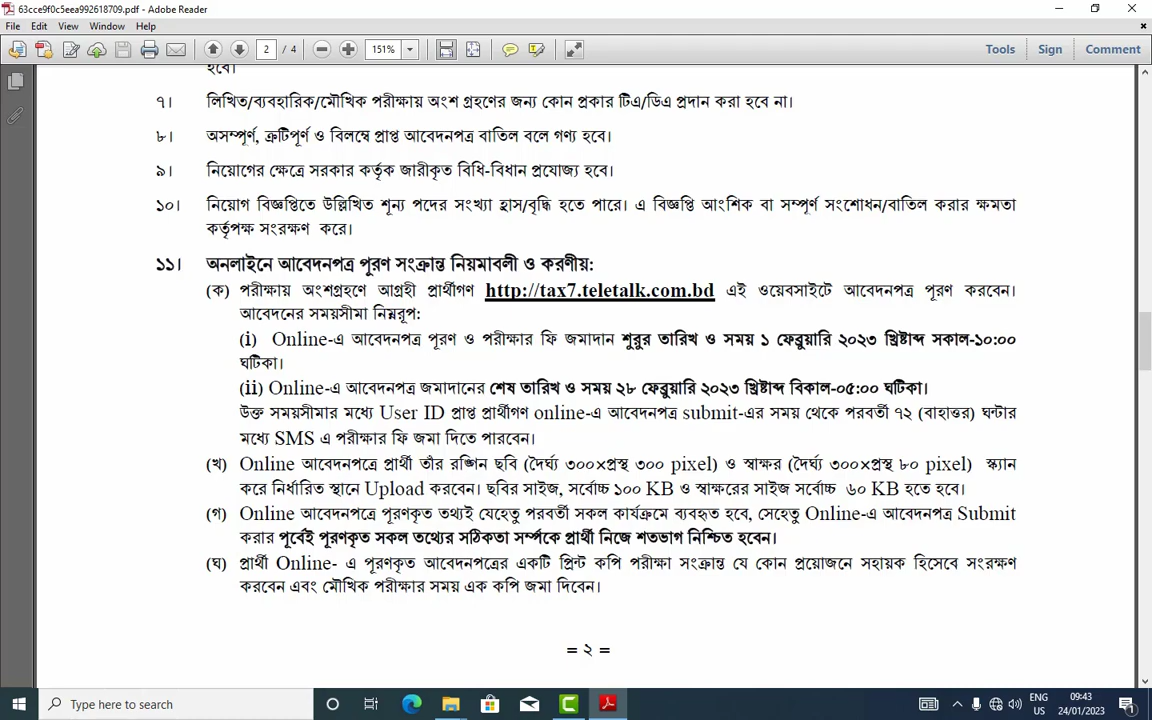 63cce9f0c5eea992618709.pdf - Adobe Reader
File Edit View Window Help
2 / 4 151% Tools Sign Comment
হবে।
৭। লিখিত/ব্যবহারিক/মৌখিক পরীক্ষায় অংশ গ্রহণের জন্য কোন প্রকার টিএ/ডিএ প্রদান করা হবে না।
৮। অসম্পূর্ণ, ত্রুটিপূর্ণ ও বিলম্বে প্রাপ্ত আবেদনপত্র বাতিল বলে গণ্য হবে।
৯। নিয়োগের ক্ষেত্রে সরকার কর্তৃক জারীকৃত বিধি-বিধান প্রযোজ্য হবে।
১০। নিয়োগ বিজ্ঞপ্তিতে উল্লিখিত শূন্য পদের সংখ্যা হ্রাস/বৃদ্ধি হতে পারে। এ বিজ্ঞপ্তি আংশিক বা সম্পূর্ণ সংশোধন/বাতিল করার ক্ষমতা
কর্তৃপক্ষ সংরক্ষণ করে।
১১। অনলাইনে আবেদনপত্র পূরণ সংক্রান্ত নিয়মাবলী ও করণীয়:
(ক) পরীক্ষায় অংশগ্রহণে আগ্রহী প্রার্থীগণ http://tax7.teletalk.com.bd এই ওয়েবসাইটে আবেদনপত্র পূরণ করবেন।
আবেদনের সময়সীমা নিম্নরূপ:
(i) Online-এ আবেদনপত্র পূরণ ও পরীক্ষার ফি জমাদান শুরুর তারিখ ও সময় ১ ফেব্রুয়ারি ২০২৩ খ্রিষ্টাব্দ সকাল-১০:০০
ঘটিকা।
(ii) Online-এ আবেদনপত্র জমাদানের শেষ তারিখ ও সময় ২৮ ফেব্রুয়ারি ২০২৩ খ্রিষ্টাব্দ বিকাল-০৫:০০ ঘটিকা।
উক্ত সময়সীমার মধ্যে User ID প্রাপ্ত প্রার্থীগণ online-এ আবেদনপত্র submit-এর সময় থেকে পরবর্তী ৭২ (বাহাত্তর) ঘন্টার
মধ্যে SMS এ পরীক্ষার ফি জমা দিতে পারবেন।
(খ) Online আবেদনপত্রে প্রার্থী তাঁর রঙ্গিন ছবি (দৈর্ঘ্য ৩০০×প্রস্থ ৩০০ pixel) ও স্বাক্ষর (দৈর্ঘ্য ৩০০×প্রস্থ ৮০ pixel) স্ক্যান
করে নির্ধারিত স্থানে Upload করবেন। ছবির সাইজ, সর্বোচ্চ ১০০ KB ও স্বাক্ষরের সাইজ সর্বোচ্চ ৬০ KB হতে হবে।
(গ) Online আবেদনপত্রে পূরণকৃত তথ্যই যেহেতু পরবর্তী সকল কার্যক্রমে ব্যবহৃত হবে, সেহেতু Online-এ আবেদনপত্র Submit
করার পূর্বেই পূরণকৃত সকল তথ্যের সঠিকতা সর্ম্পকে প্রার্থী নিজে শতভাগ নিশ্চিত হবেন।
(ঘ) প্রার্থী Online- এ পূরণকৃত আবেদনপত্রের একটি প্রিন্ট কপি পরীক্ষা সংক্রান্ত যে কোন প্রয়োজনে সহায়ক হিসেবে সংরক্ষণ
করবেন এবং মৌখিক পরীক্ষার সময় এক কপি জমা দিবেন।
= ২ =
Type here to search
ENG 09:43
US 24/01/2023
1